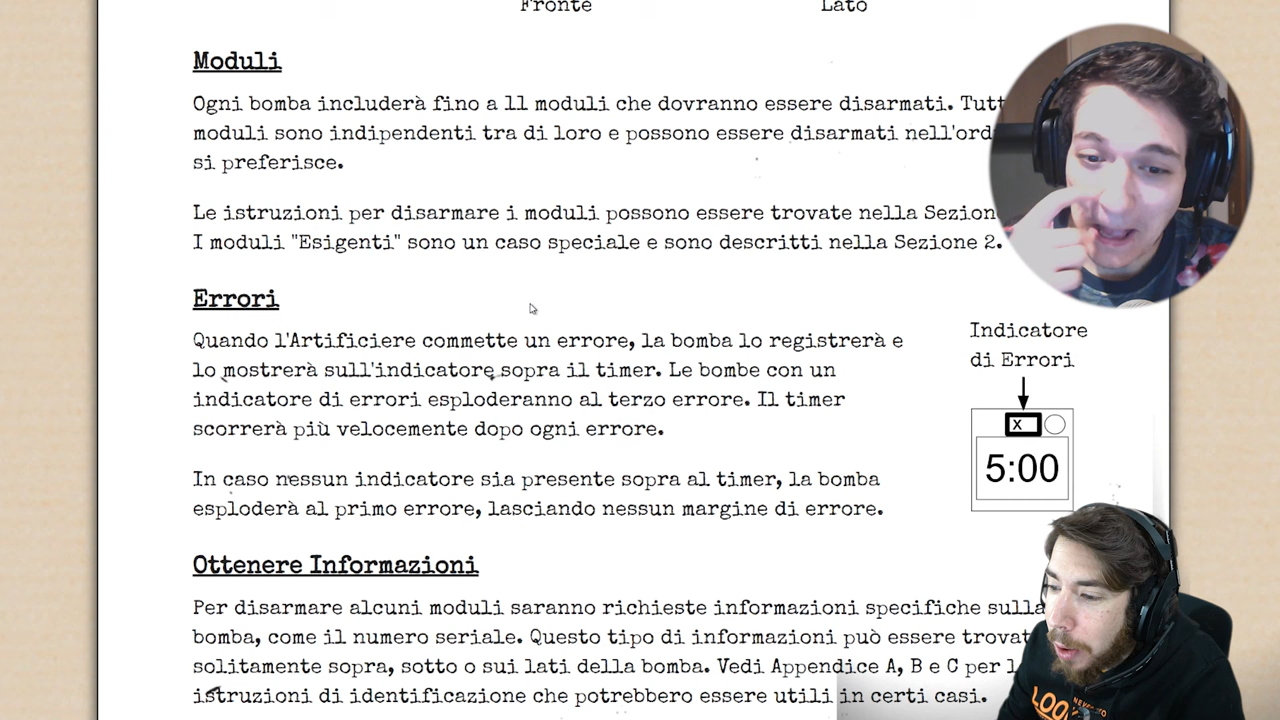 Fronte
Lato
Moduli
Ogni bomba includerà fino a 11 moduli che dovranno essere disarmati.
moduli sono indipendenti tra di loro e possono essere disarmati
si preferisce.
Le istruzioni per disarmare i moduli possono essere trovate nella
I moduli "Esigenti" sono un caso speciale e sono descritti nella Sezione 2.
Errori
Quando l'Artificiere commette un errore, la bomba lo registrerà e
lo mostrerà sull'indicatore sopra il timer. Le bombe con un
indicatore di errori esploderanno al terzo errore. Il timer
scorrerà più velocemente dopo ogni errore.
In caso nessun indicatore sia presente sopra al timer, la bomba
esploderà al primo errore, lasciando nessun margine di errore.
Indicatore
di Errori
X
5:00
Ottenere Informazioni
Per disarmare alcuni moduli saranno richieste informazioni specifiche sulla
bomba, come il numero seriale. Questo tipo di informazioni può essere
solitamente sopra, sotto o sui lati della bomba. Vedi Appendice A, B e C per
istruzioni di identificazione che potrebbero essere utili in certi casi.